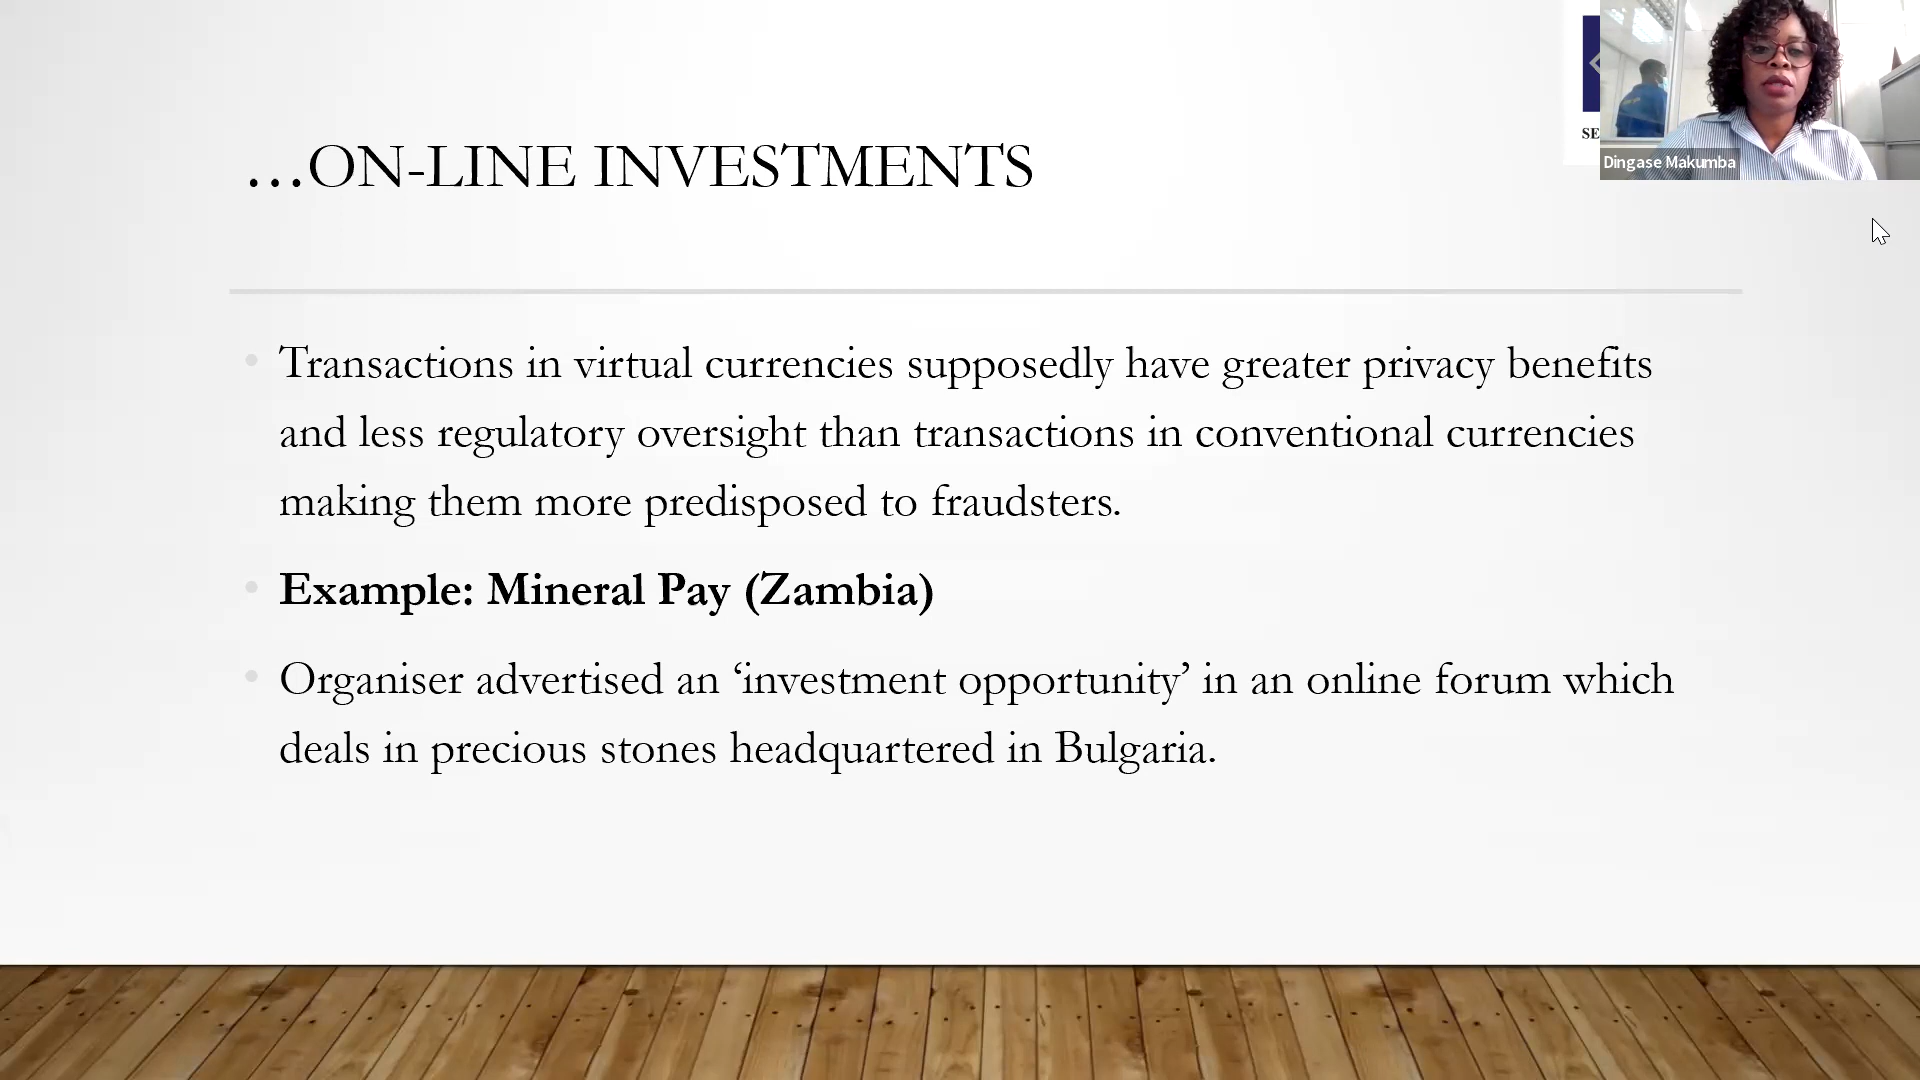 …ON-LINE INVESTMENTS
SE
Dingase Makumba
Transactions in virtual currencies supposedly have greater privacy benefits
and less regulatory oversight than transactions in conventional currencies
making them more predisposed to fraudsters.
Example: Mineral Pay (Zambia)
Organiser advertised an ‘investment opportunity’ in an online forum which
deals in precious stones headquartered in Bulgaria.